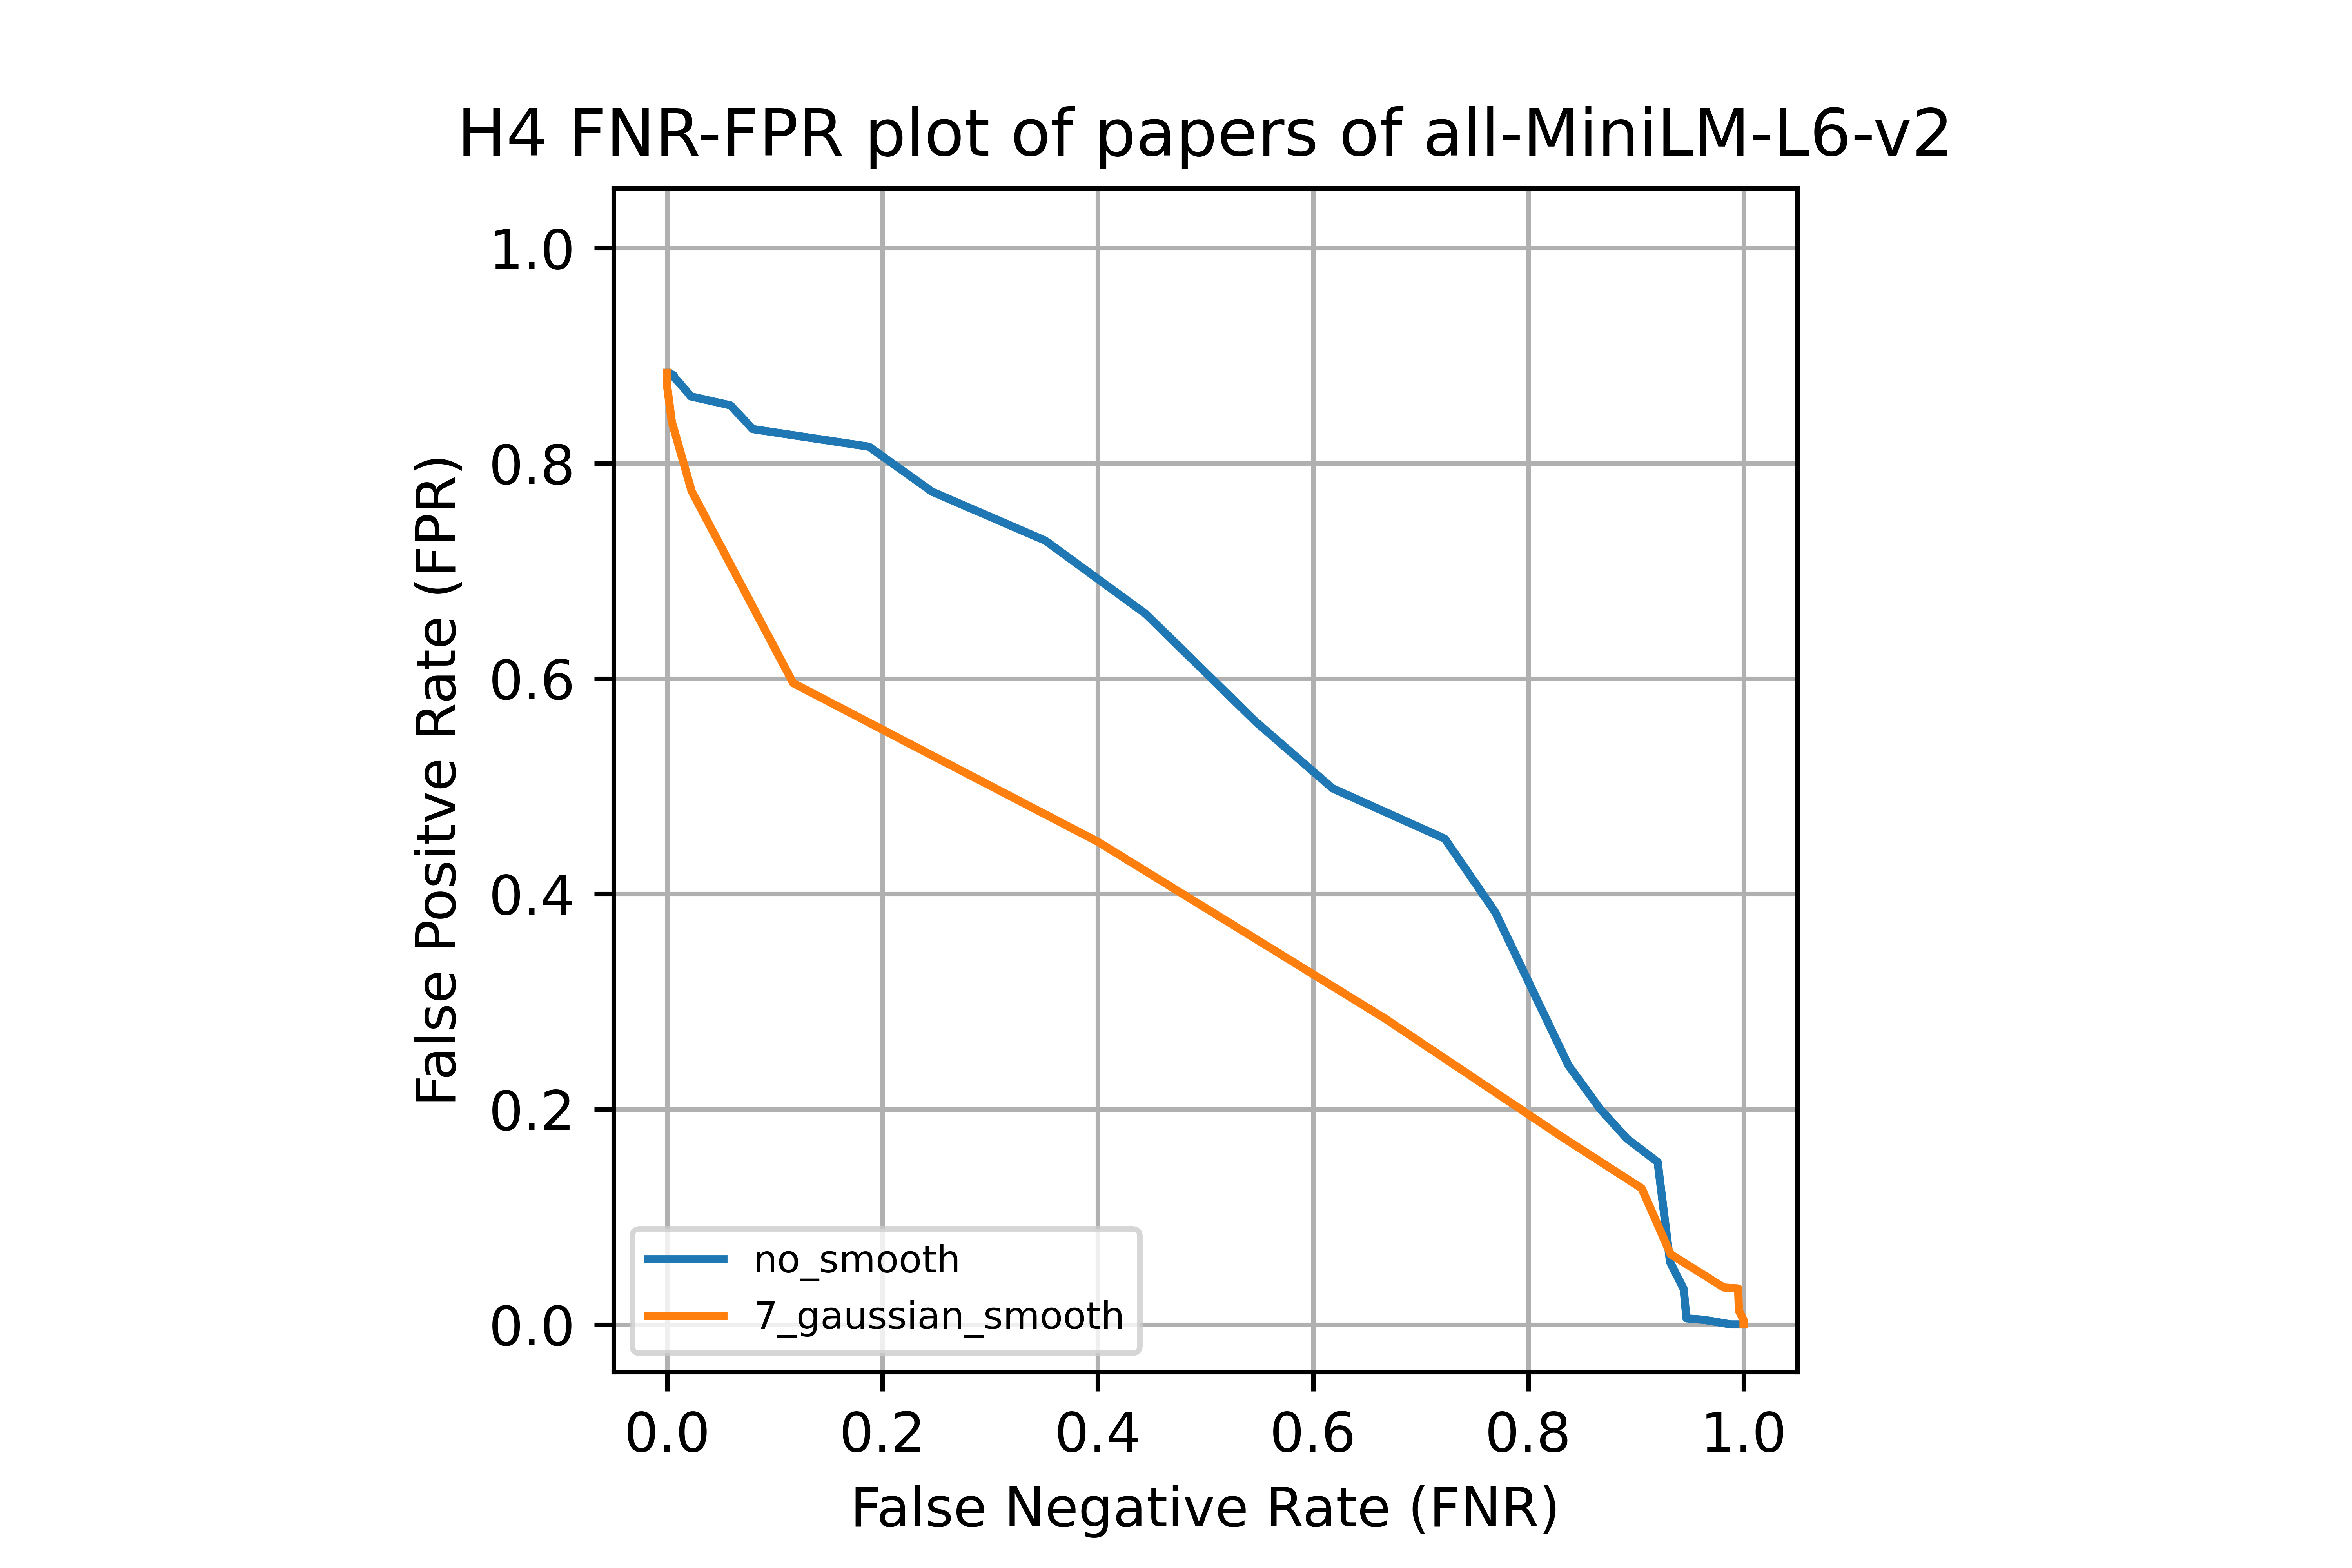 H4 FNR-FPR plot of papers of all-MiniLM-L6-v2
False Positve Rate (FPR)
1.0
0.8
0.6
0.4
0.2
0.0
no_smooth
7_gaussian_smooth
0.0 0.2 0.4 0.6 0.8 1.0
False Negative Rate (FNR)